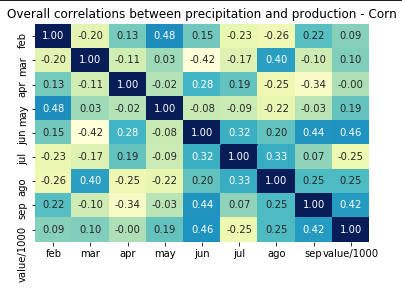 Overall correlations between precipitation and production - Corn
feb 1.00 -0.20 0.13 0.48 0.15 -0.23 -0.26 0.22 0.09
mar -0.20 1.00 -0.11 0.03 -0.42 -0.17 0.40 -0.10 0.10
apr 0.13 -0.11 1.00 -0.02 0.28 0.19 -0.25 -0.34 -0.00
may 0.48 0.03 -0.02 1.00 -0.08 -0.09 -0.22 -0.03 0.19
jun 0.15 -0.42 0.28 -0.08 1.00 0.32 0.20 0.44 0.46
jul -0.23 -0.17 0.19 -0.09 0.32 1.00 0.33 0.07 -0.25
ago -0.26 0.40 -0.25 -0.22 0.20 0.33 1.00 0.25 0.25
sep 0.22 -0.10 -0.34 -0.03 0.44 0.07 0.25 1.00 0.42
value/1000 0.09 0.10 -0.00 0.19 0.46 -0.25 0.25 0.42 1.00
feb mar apr may jun jul ago sep value/1000